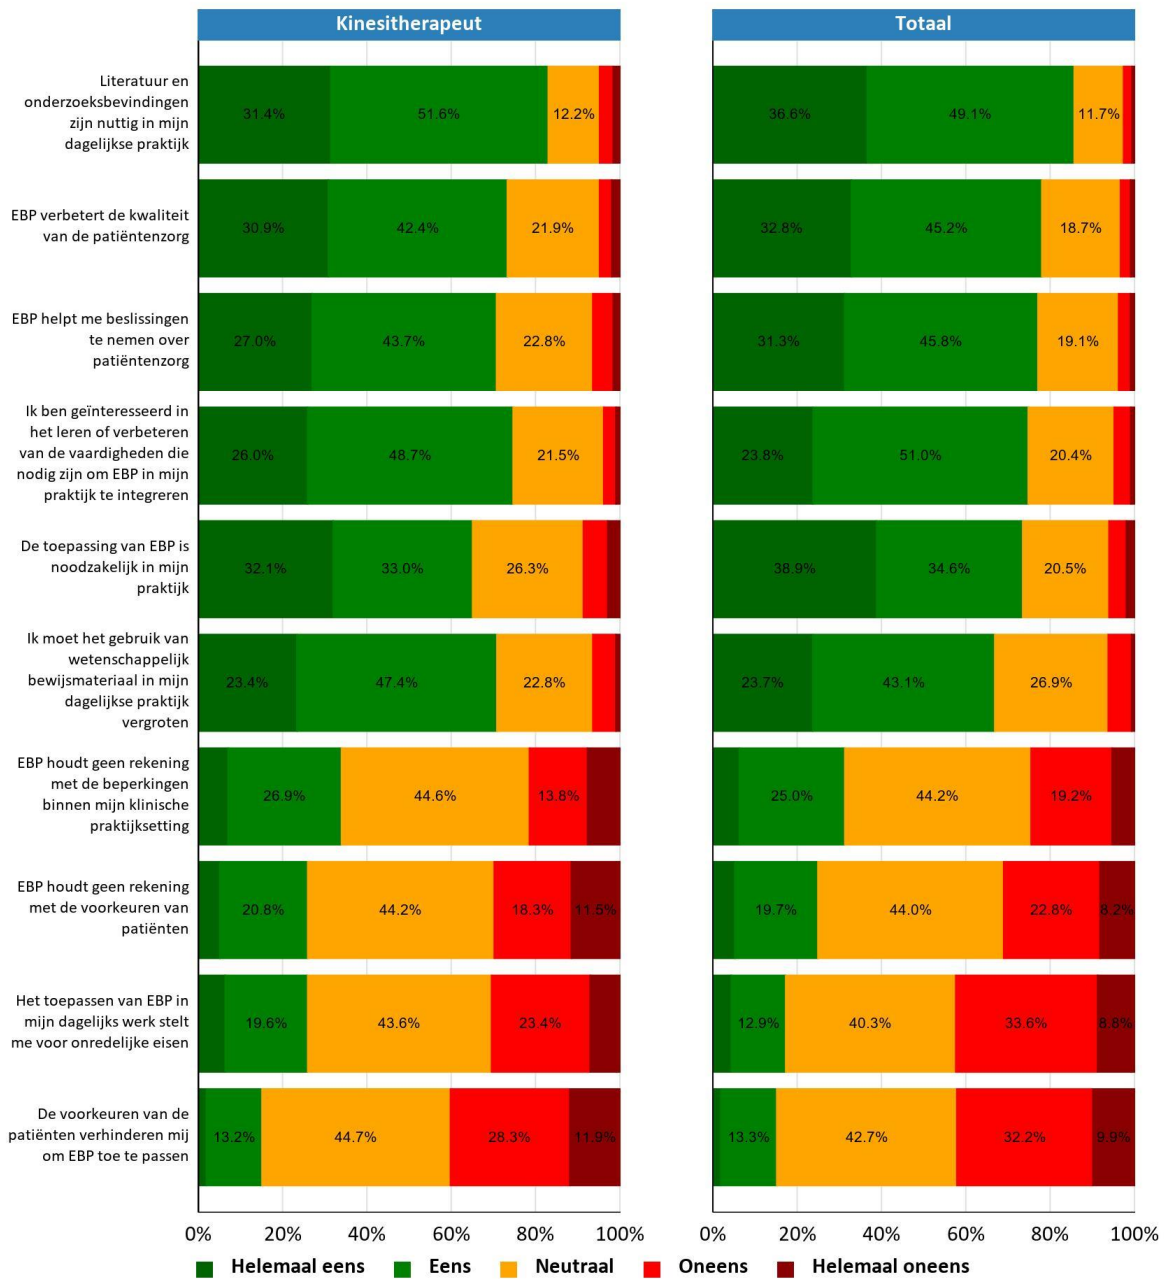 Kinesitherapeut
Totaal
Literatuur en
onderzoeksbevindingen
zijn nuttig in mijn
dagelijkse praktijk
31.4% 51.6% 12.2%
36.6% 49.1% 11.7%
EBP verbetert de kwaliteit
van de patiëntenzorg
30.9% 42.4% 21.9%
32.8% 45.2% 18.7%
EBP helpt me beslissingen
te nemen over
patiëntenzorg
27.0% 43.7% 22.8%
31.3% 45.8% 19.1%
Ik ben geïnteresseerd in
het leren of verbeteren
van de vaardigheden die
nodig zijn om EBP in mijn
praktijk te integreren
26.0% 48.7% 21.5%
23.8% 51.0% 20.4%
De toepassing van EBP is
noodzakelijk in mijn
praktijk
32.1% 33.0% 26.3%
38.9% 34.6% 20.5%
Ik moet het gebruik van
wetenschappelijk
bewijsmateriaal in mijn
dagelijkse praktijk
vergroten
23.4% 47.4% 22.8%
23.7% 43.1% 26.9%
EBP houdt geen rekening
met de beperkingen
binnen mijn klinische
praktijksetting
26.9% 44.6% 13.8%
25.0% 44.2% 19.2%
EBP houdt geen rekening
met de voorkeuren van
patiënten
20.8% 44.2% 18.3% 11.5%
19.7% 44.0% 22.8% 8.2%
Het toepassen van EBP in
mijn dagelijks werk stelt
me voor onredelijke eisen
19.6% 43.6% 23.4%
12.9% 40.3% 33.6% 8.8%
De voorkeuren van de
patiënten verhinderen mij
om EBP toe te passen
13.2% 44.7% 28.3% 11.9%
13.3% 42.7% 32.2% 9.9%
0% 20% 40% 60% 80% 100%
0% 20% 40% 60% 80% 100%
Helemaal eens Eens Neutraal Oneens Helemaal oneens